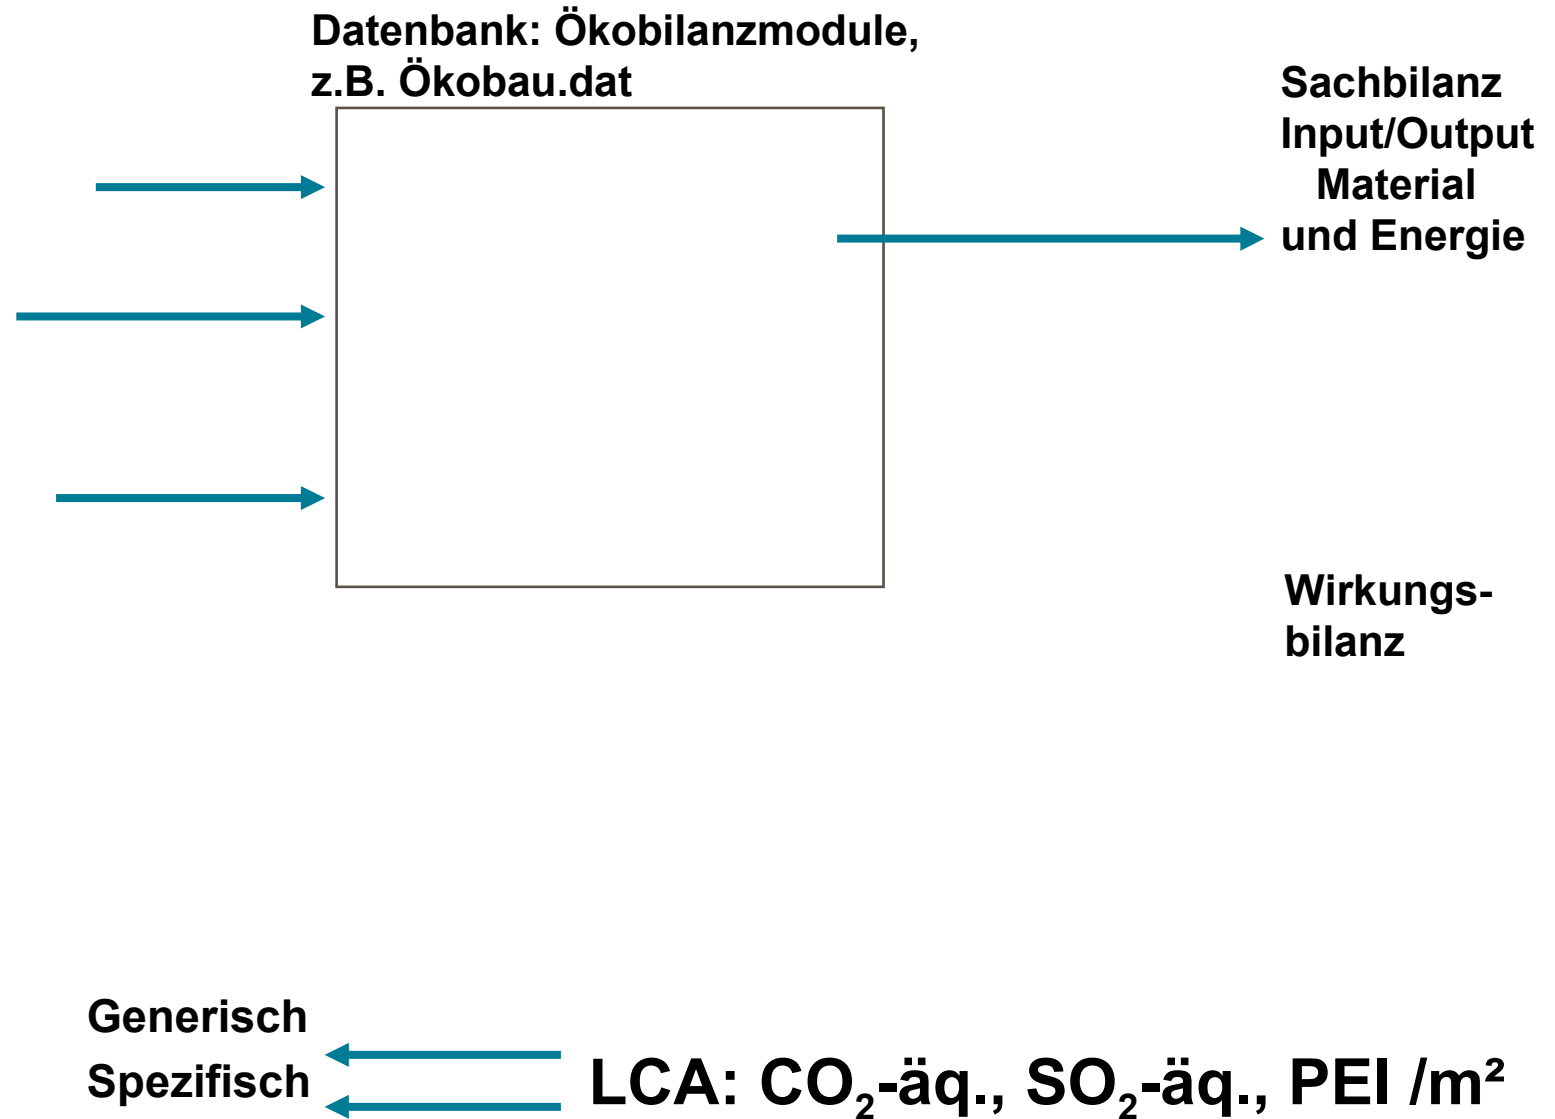 Datenbank: Ökobilanzmodule,
z.B. Ökobau.dat
Sachbilanz
Input/Output
Material
und Energie
Wirkungs-
bilanz
Generisch
Spezifisch
LCA: CO₂-äq., SO₂-äq., PEI /m²